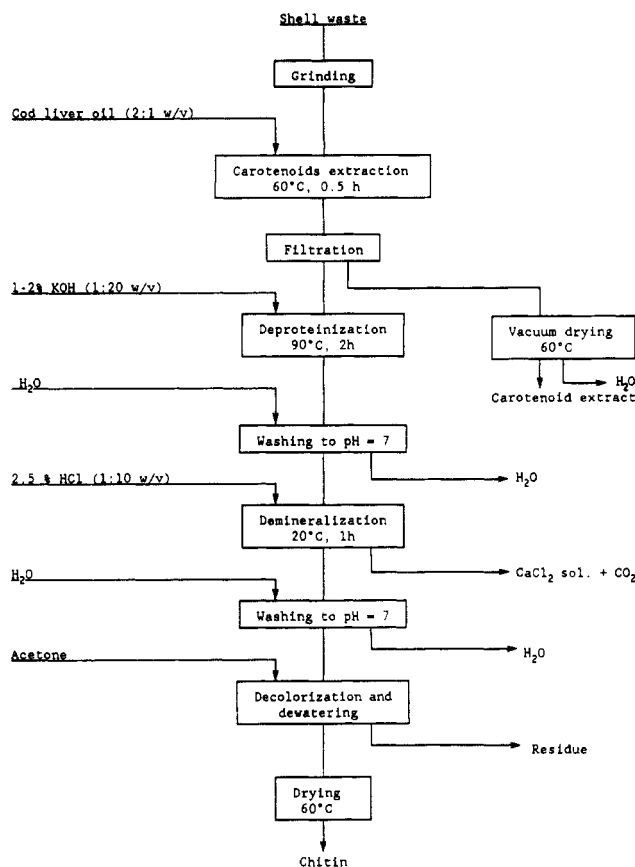 Shell waste
Grinding
Cod liver oil (2:1 w/v)
Carotenoids extraction
60°C, 0.5 h
Filtration
1-2% KOH (1:20 w/v)
Deproteinization
90°C, 2h
Vacuum drying
60°C
H₂O
H₂O
Carotenoid extract
Washing to pH = 7
2.5 % HCl (1:10 w/v)
H₂O
Demineralization
20°C, 1h
H₂O
CaCl₂ sol. + CO₂
Washing to pH = 7
H₂O
Acetone
Decolorization and
dewatering
Residue
Drying
60°C
Chitin